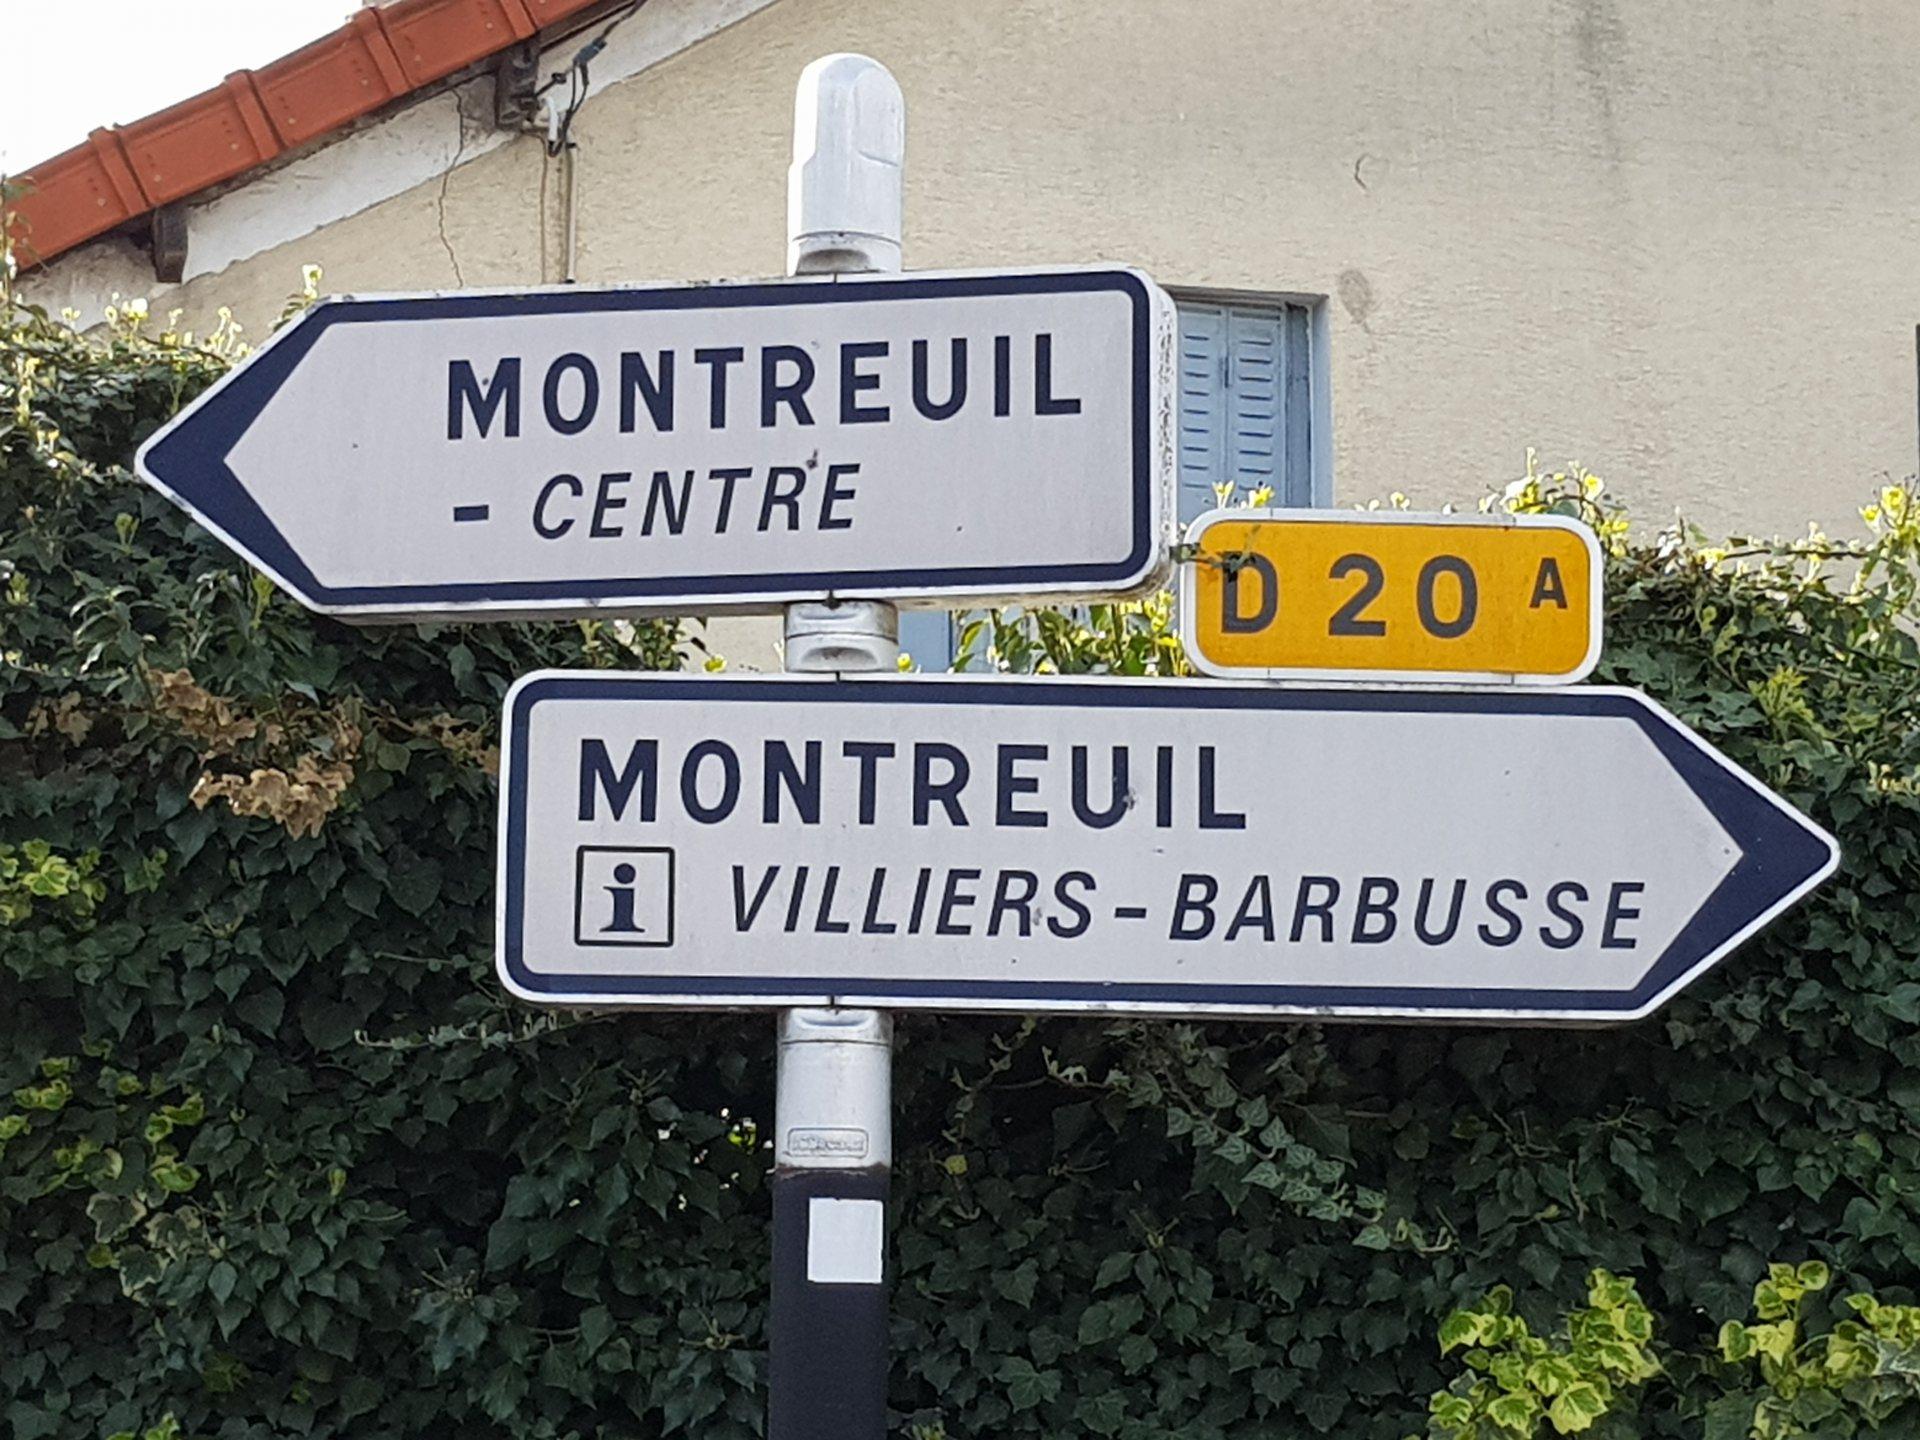 MONTREUIL
- CENTRE
D 20 A
MONTREUIL
i VILLIERS-BARBUSSE